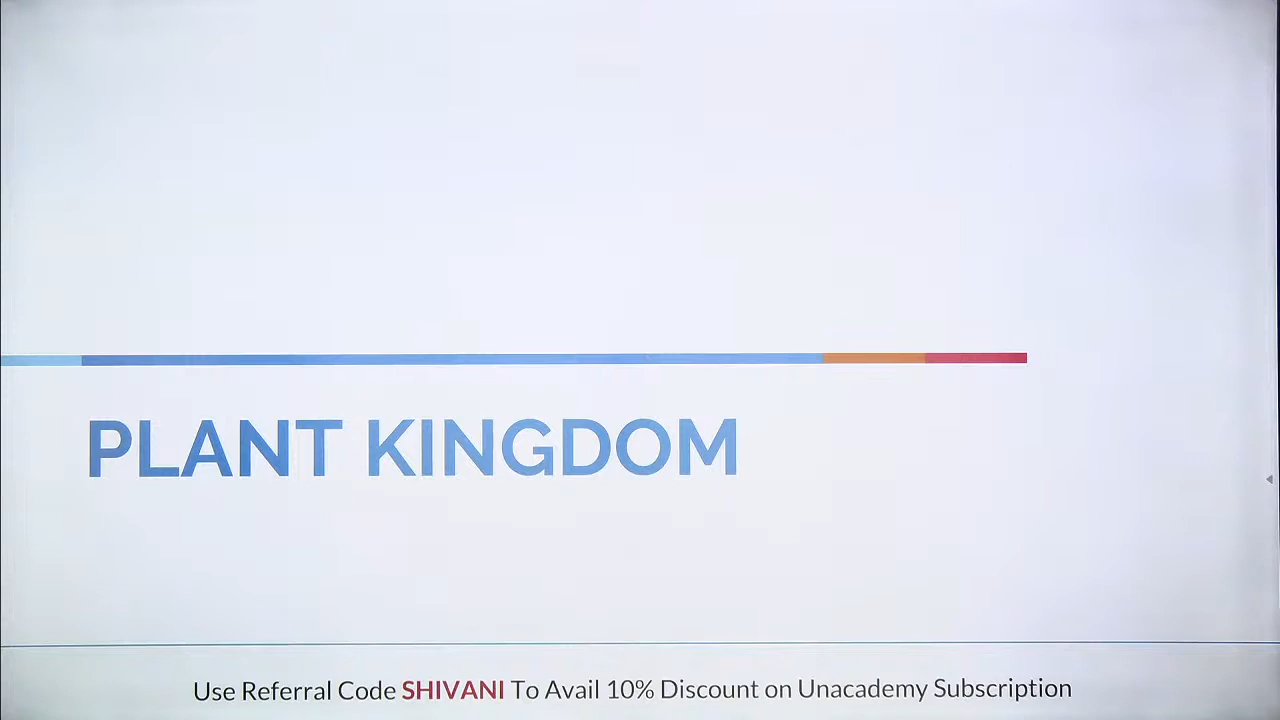 PLANT KINGDOM
Use Referral Code SHIVANI To Avail 10% Discount on Unacademy Subscription